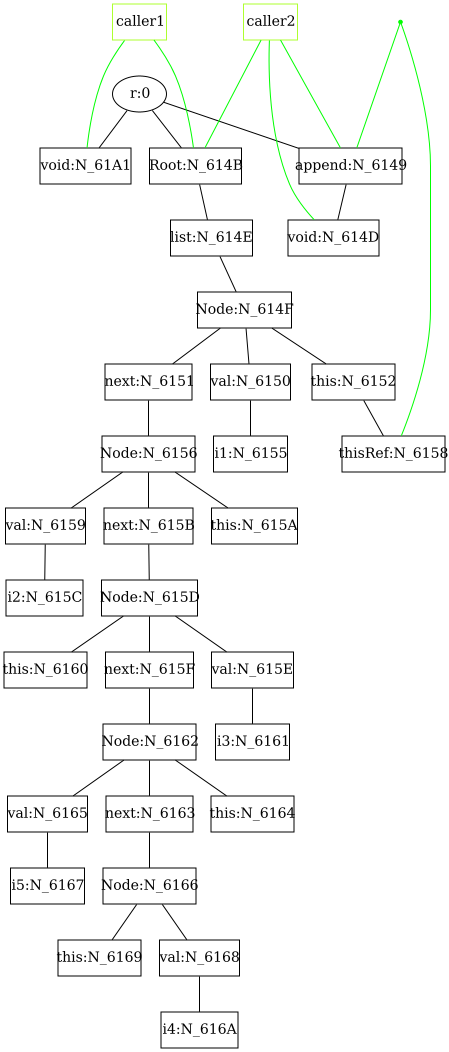 caller1 caller2
r:0
void:N_61A1 Root:N_614B append:N_6149
list:N_614E void:N_614D
Node:N_614F
next:N_6151 val:N_6150 this:N_6152
Node:N_6156 i1:N_6155 thisRef:N_6158
val:N_6159 next:N_615B this:N_615A
i2:N_615C Node:N_615D
this:N_6160 next:N_615F val:N_615E
Node:N_6162 i3:N_6161
val:N_6165 next:N_6163 this:N_6164
i5:N_6167 Node:N_6166
this:N_6169 val:N_6168
i4:N_616A